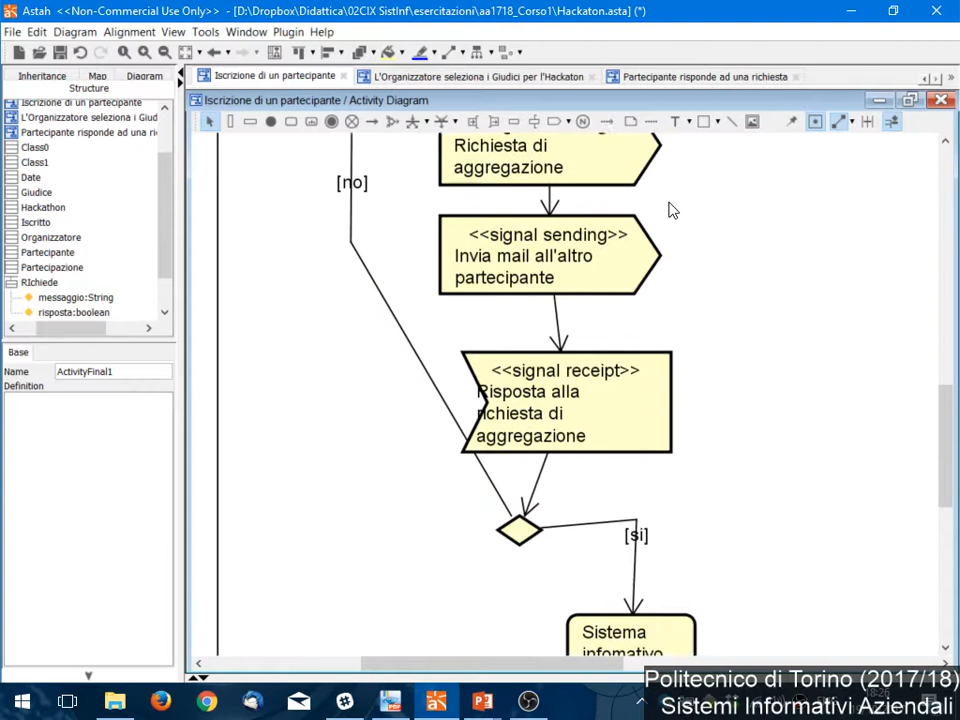 Astah <<Non-Commercial Use Only>> - [D:\Dropbox\Didattica\02CIX SistInf\esercitazioni\aa1718_Corso1\Hackaton.asta] (*)
File Edit Diagram Alignment View Tools Window Plugin Help
Inheritance Map Diagram
Structure
Iscrizione di un partecipante
L'Organizzatore seleziona i Giud
Partecipante risponde ad una ri
Class0
Class1
Date
Giudice
Hackathon
Iscritto
Organizzatore
Partecipante
Partecipazione
RIchiede
messaggio:String
risposta:boolean
Base
Name ActivityFinal1
Definition
Iscrizione di un partecipante L'Organizzatore seleziona i Giudici per l'Hackaton Partecipante risponde ad una richiesta
Iscrizione di un partecipante / Activity Diagram
Richiesta di
aggregazione
[no]
<<signal sending>>
Invia mail all'altro
partecipante
<<signal receipt>>
Risposta alla
richiesta di
aggregazione
[si]
Sistema
infomativo
Politecnico di Torino (2017/18)
18:26
Sistemi Informativi Aziendali